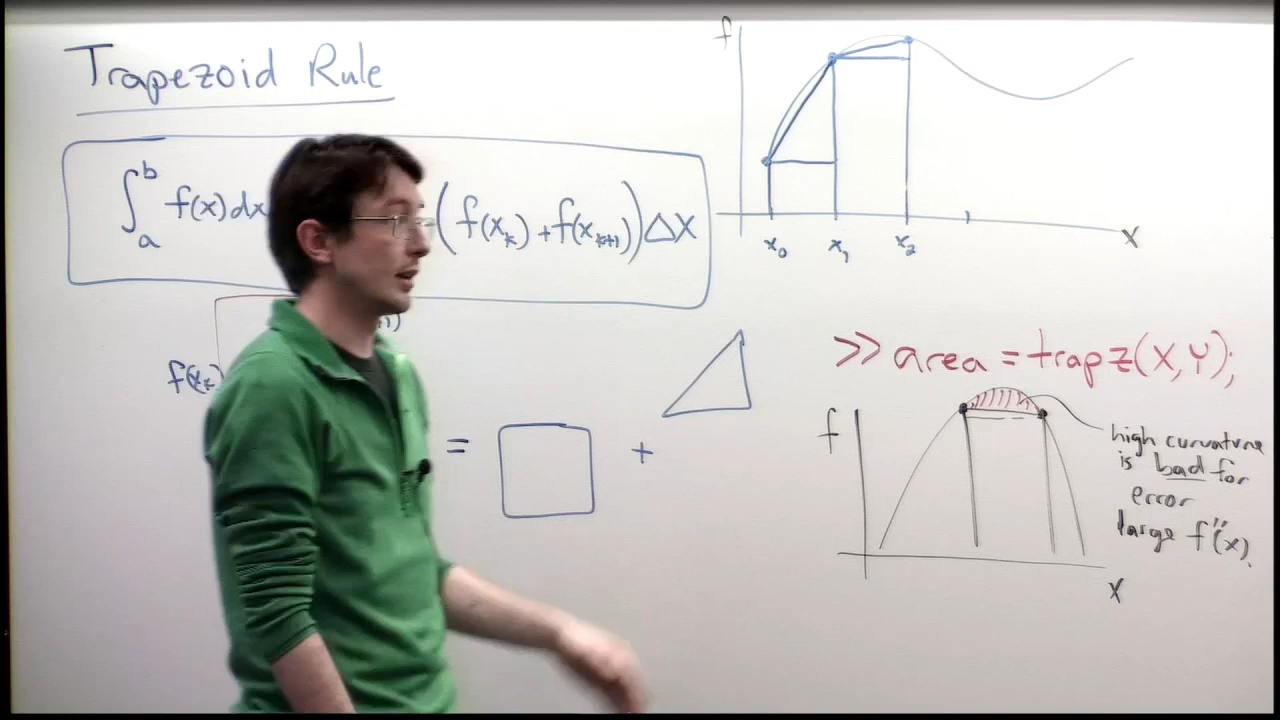 Trapezoid Rule
∫ₐᵇ f(x)dx (f(xₖ)+f(xₖ₊₁))Δx
f(xₖ)
= +
f
x₀ x₁ x₂ x
>> area = trapz(X,Y);
f
high curvature
is bad for
error
large f''(x).
x